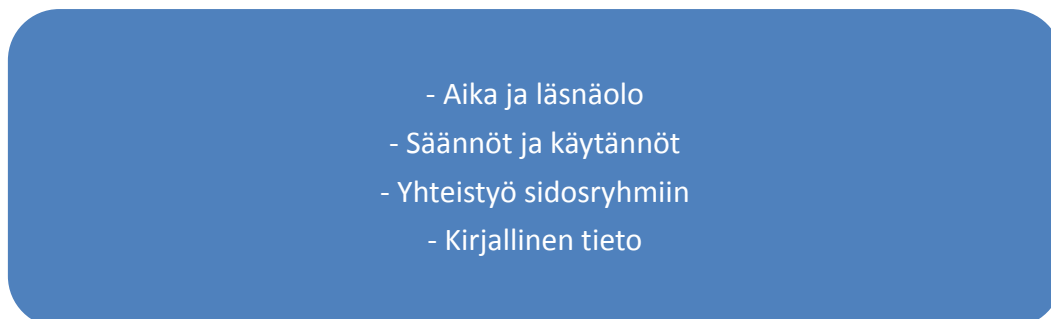 - Aika ja läsnäolo
- Säännöt ja käytännöt
- Yhteistyö sidosryhmiin
- Kirjallinen tieto